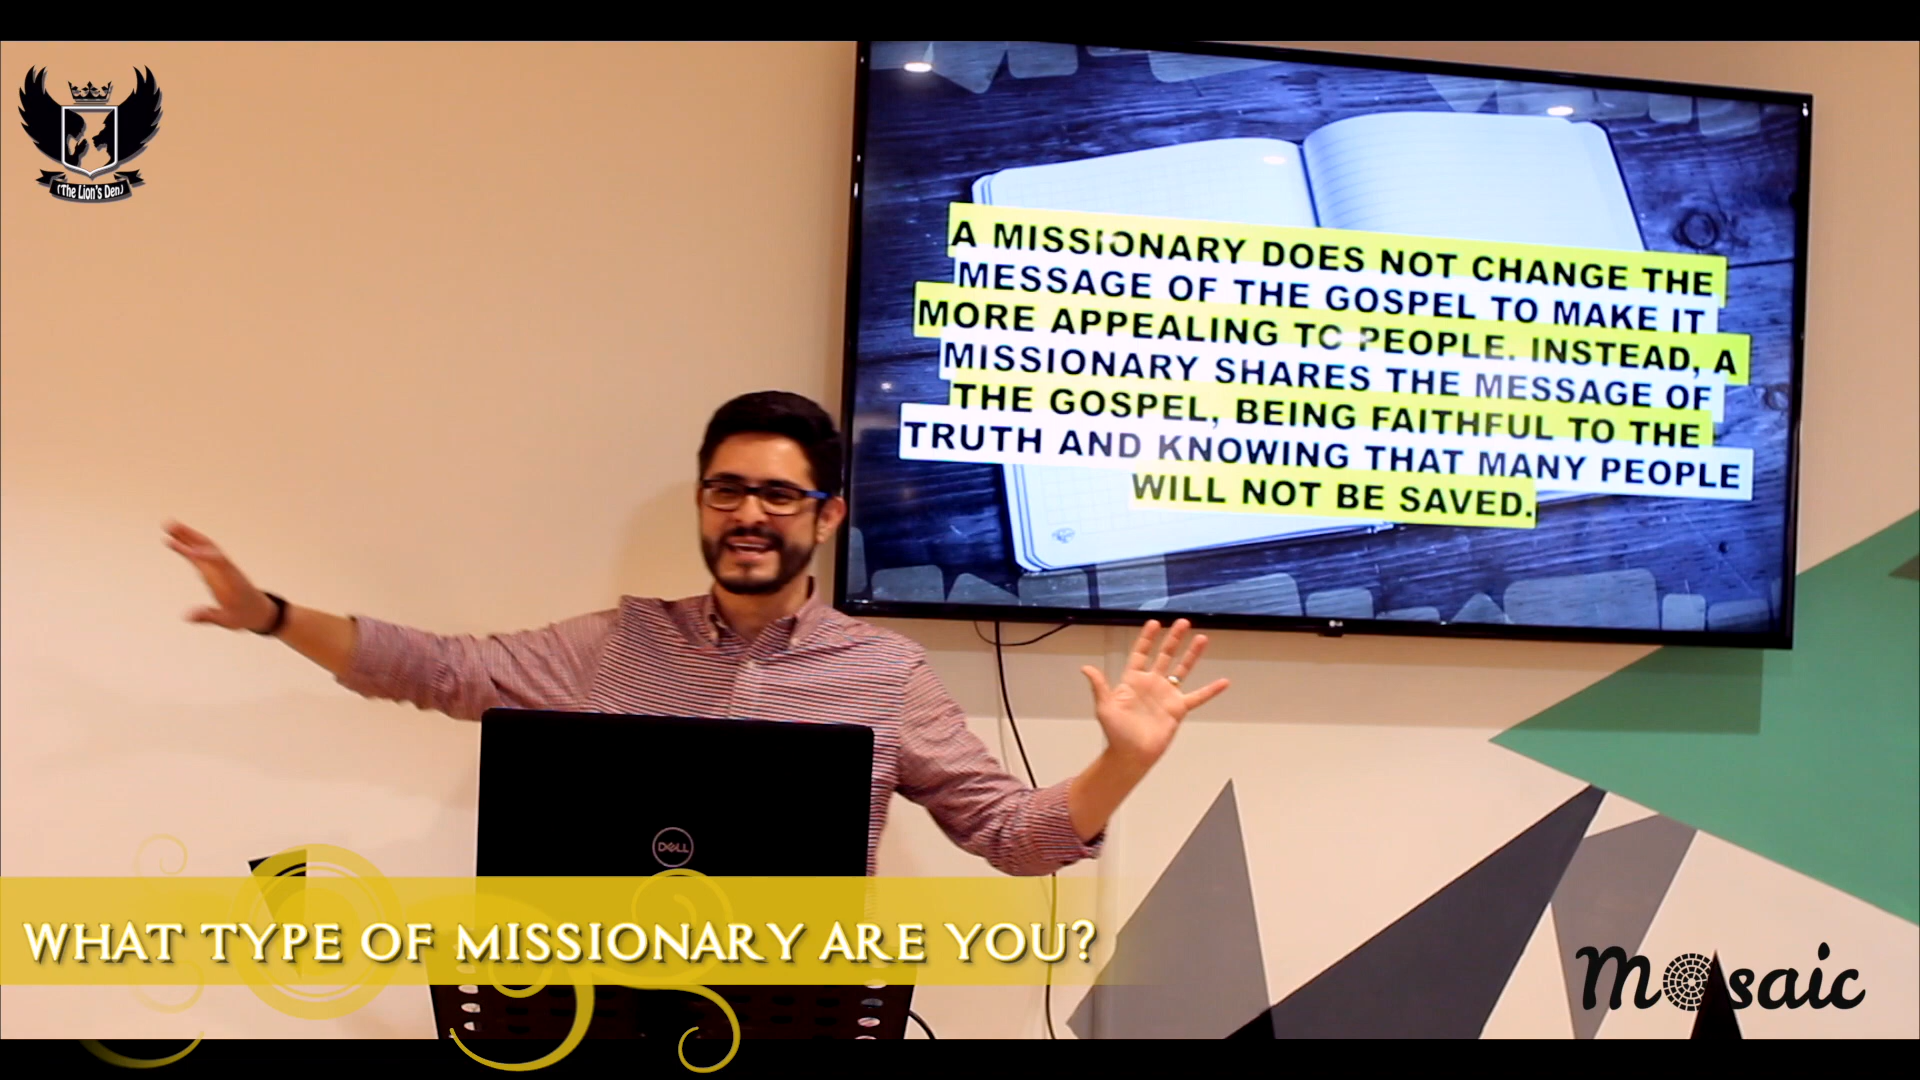 (The Lion's Den)
A MISSIONARY DOES NOT CHANGE THE
MESSAGE OF THE GOSPEL TO MAKE IT
MORE APPEALING TO PEOPLE. INSTEAD, A
MISSIONARY SHARES THE MESSAGE OF
THE GOSPEL, BEING FAITHFUL TO THE
TRUTH AND KNOWING THAT MANY PEOPLE
WILL NOT BE SAVED.
LG
DELL
WHAT TYPE OF MISSIONARY ARE YOU?
Mosaic